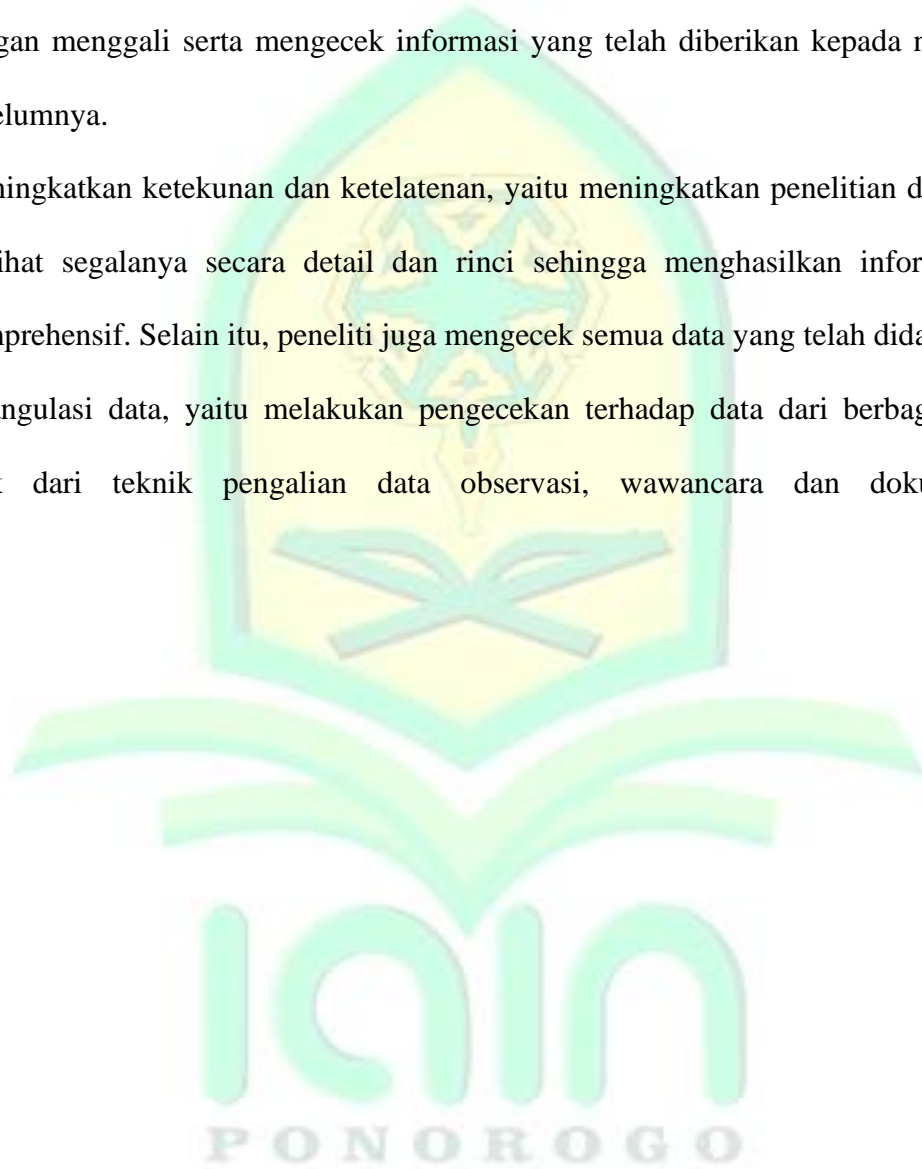 gan menggali serta mengecek informasi yang telah diberikan kepada
elumnya.
ningkatkan ketekunan dan ketelatenan, yaitu meningkatkan penelitian
ihat segalanya secara detail dan rinci sehingga menghasilkan infor
nprehensif. Selain itu, peneliti juga mengecek semua data yang telah dida
angulasi data, yaitu melakukan pengecekan terhadap data dari berbag
dari teknik pengalian data observasi, wawancara dan doku
iain
PONOROGO